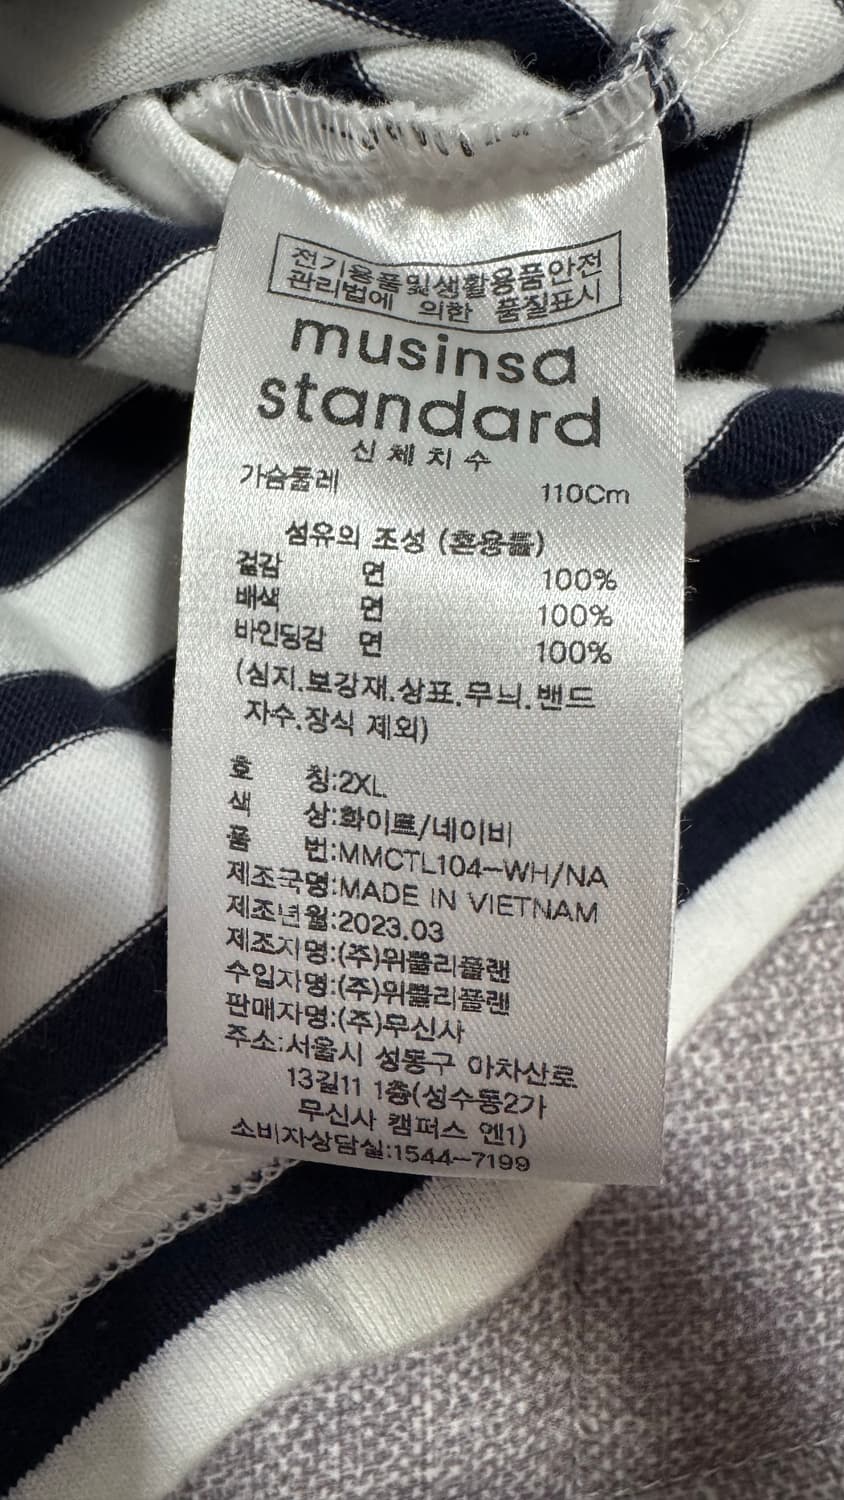 전기용품및생활용품안전
관리법에 의한 품질표시
musinsa
standard
신체치수
가슴둘레 110Cm
섬유의 조성 (혼용률)
겉감 면 100%
배색 면 100%
바인딩감 면 100%
(심지.보강재.상표.무늬.밴드
자수.장식 제외)
호 칭:2XL
색 상:화이트/네이비
품 번:MMCTL104-WH/NA
제조국명:MADE IN VIETNAM
제조년월:2023.03
제조자명:(주)위쁠리플랜
수입자명:(주)위쁠리플랜
판매자명:(주)무신사
주소:서울시 성동구 아차산로
13길11 1층(성수동2가
무신사 캠퍼스 엔1)
소비자상담실:1544-7199